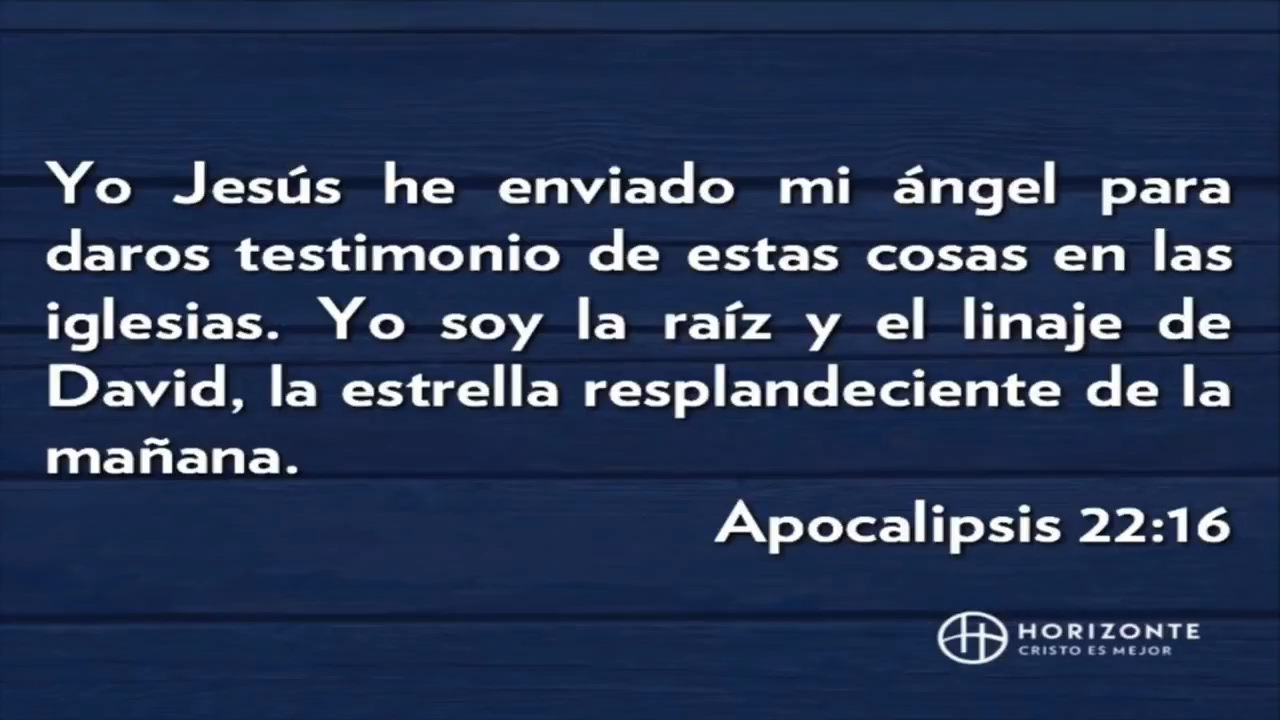 Yo Jesús he enviado mi ángel para
daros testimonio de estas cosas en las
iglesias. Yo soy la raíz y el linaje de
David, la estrella resplandeciente de la
mañana.
Apocalipsis 22:16
HORIZONTE
CRISTO ES MEJOR